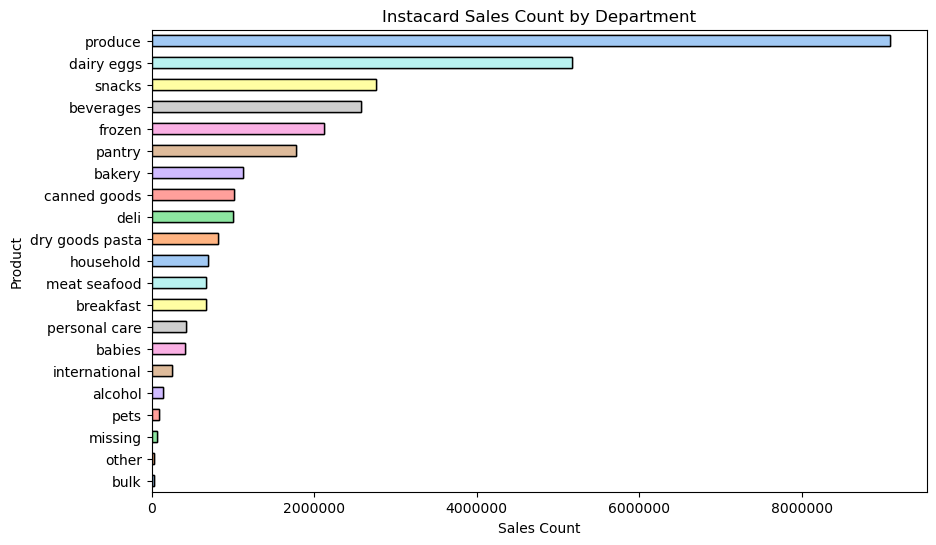 Instacard Sales Count by Department
Product
produce
dairy eggs
snacks
beverages
frozen
pantry
bakery
canned goods
deli
dry goods pasta
household
meat seafood
breakfast
personal care
babies
international
alcohol
pets
missing
other
bulk
0 2000000 4000000 6000000 8000000
Sales Count